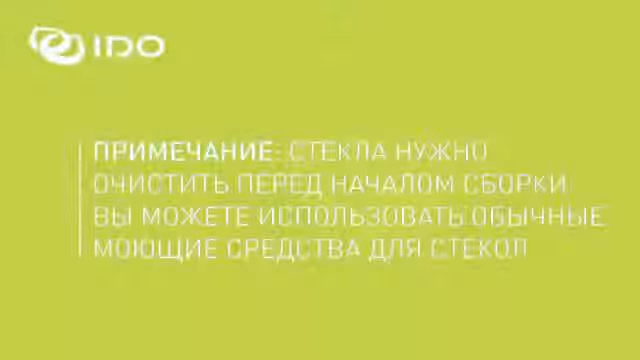 IDO
ПРИМЕЧАНИЕ: СТЕКЛА НУЖНО
ОЧИСТИТЬ ПЕРЕД НАЧАЛОМ СБОРКИ.
ВЫ МОЖЕТЕ ИСПОЛЬЗОВАТЬ ОБЫЧНЫЕ
МОЮЩИЕ СРЕДСТВА ДЛЯ СТЕКОЛ